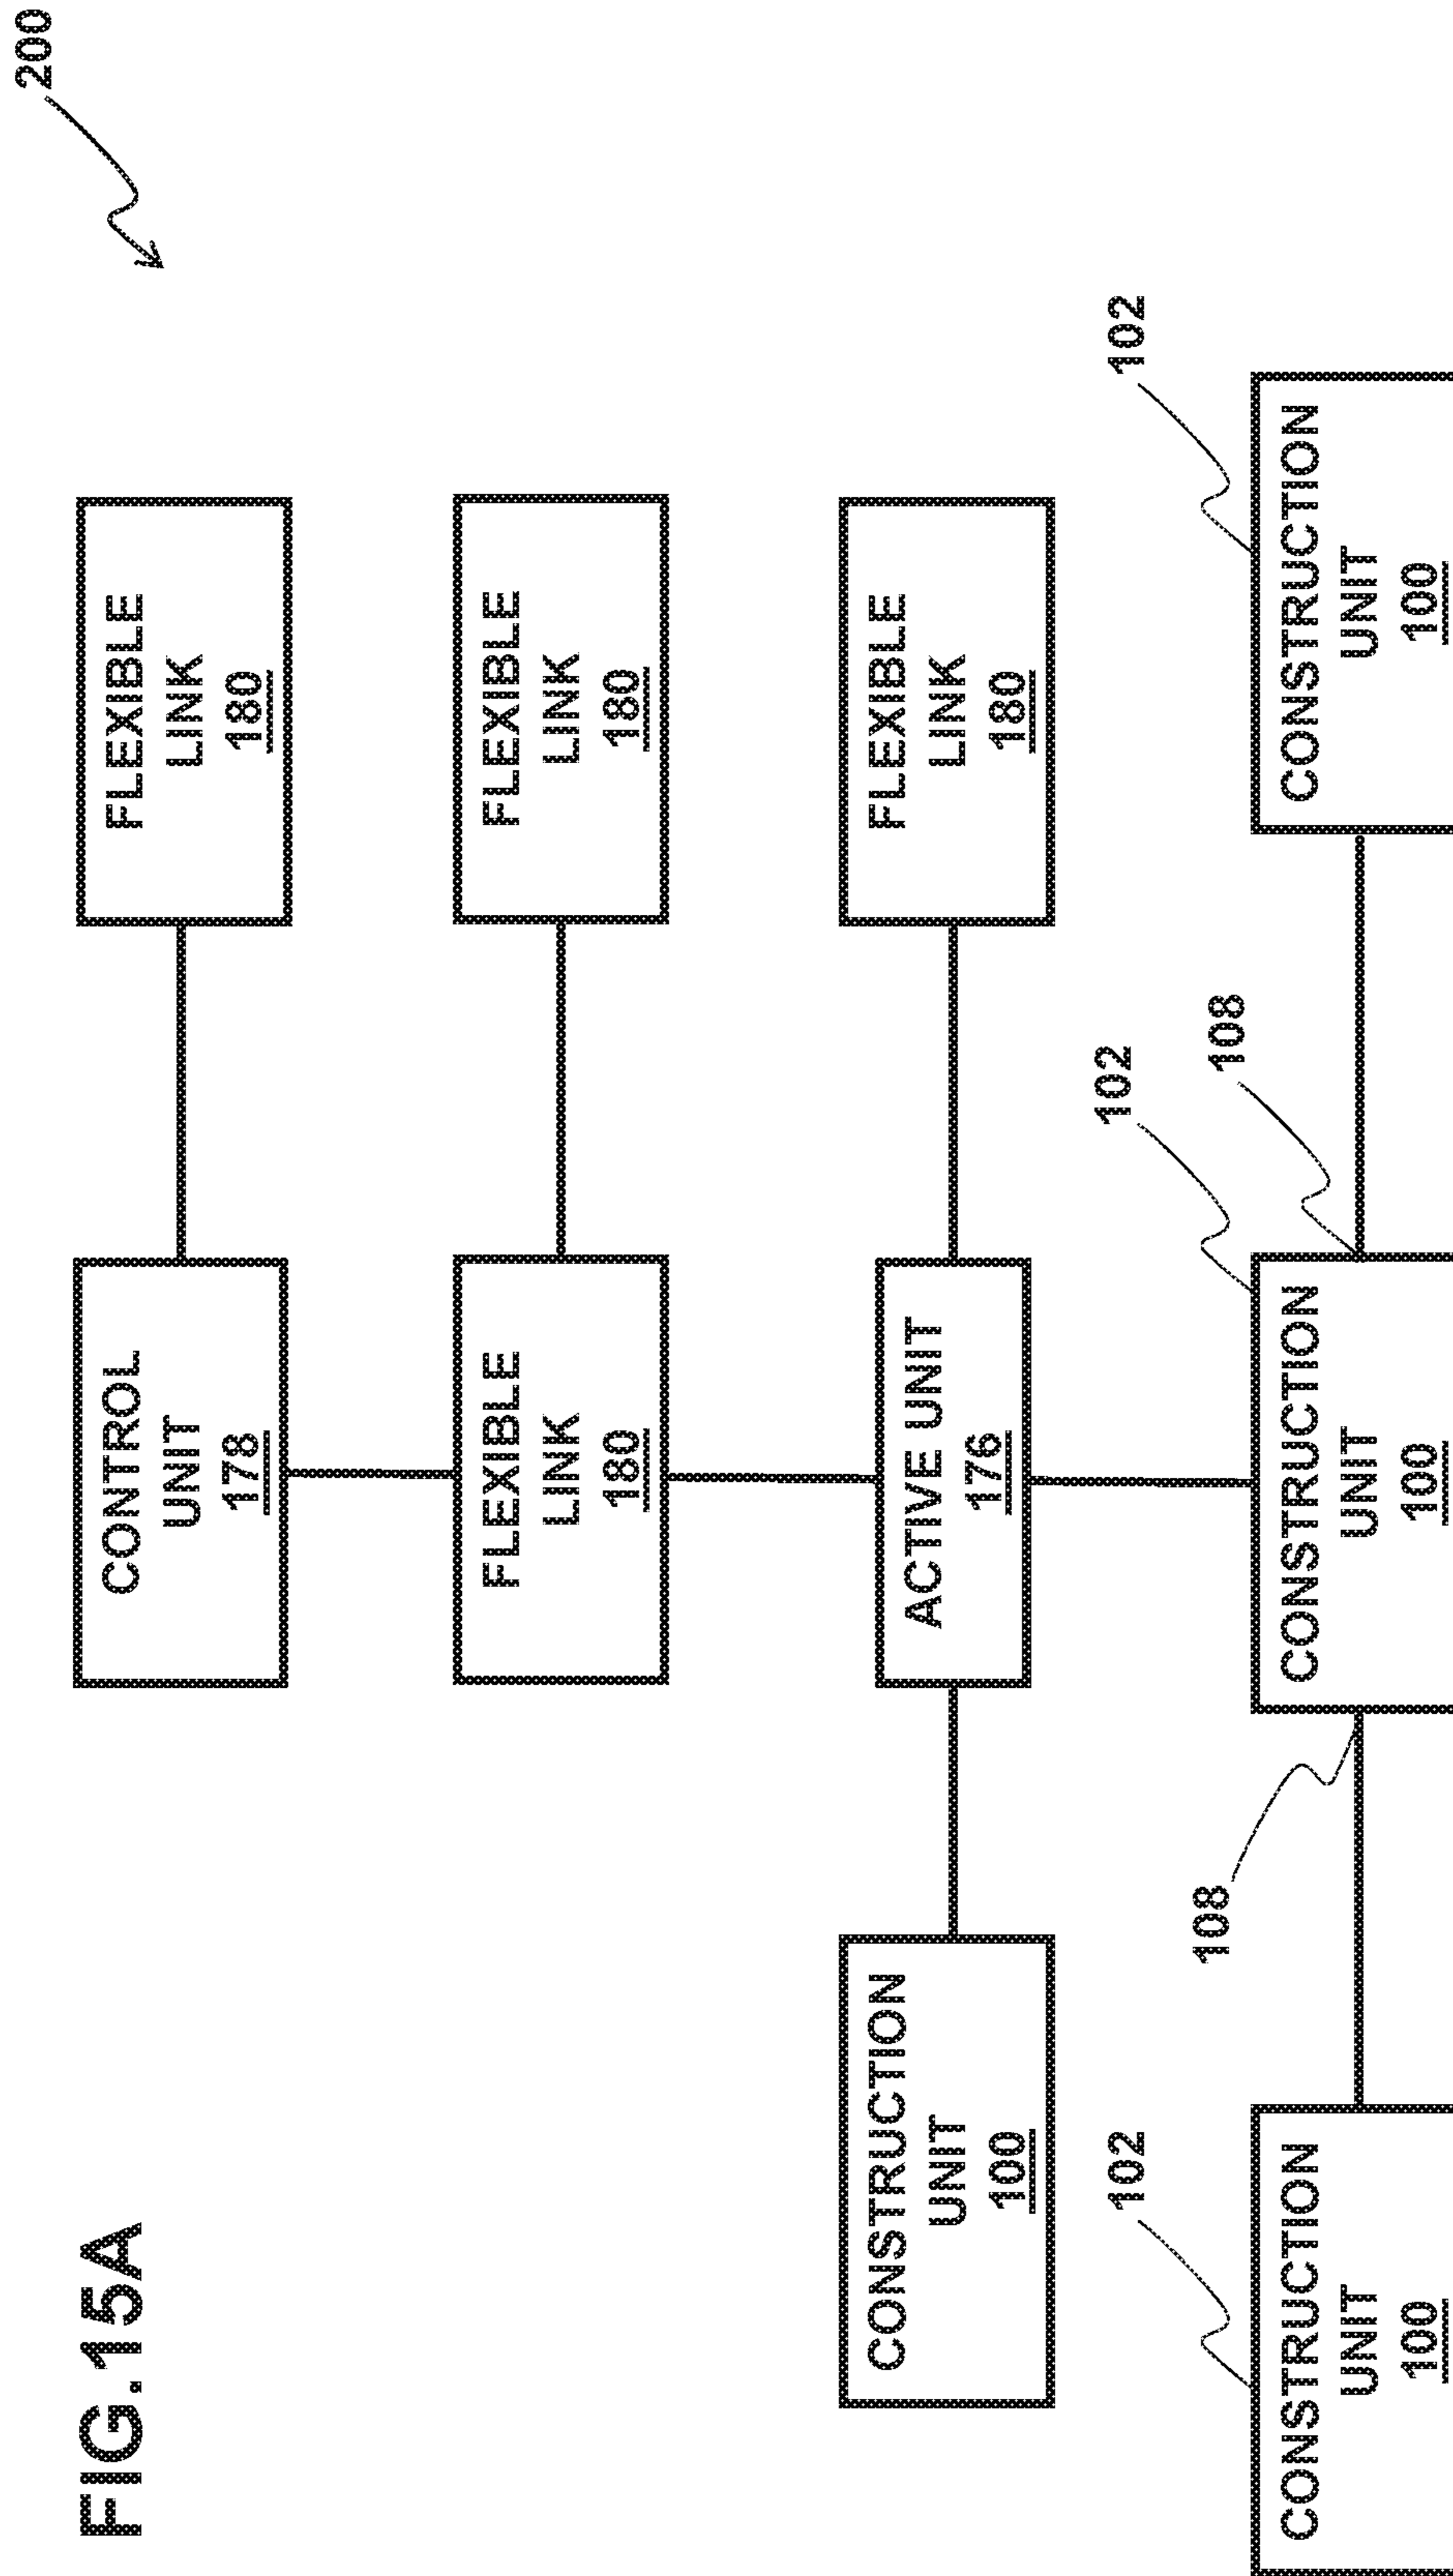 FIG.15A
200
CONTROL
UNIT
178
FLEXIBLE
LINK
180
FLEXIBLE
LINK
180
FLEXIBLE
LINK
180
CONSTRUCTION
UNIT
100
ACTIVE UNIT
176
FLEXIBLE
LINK
180
102
102
102
108
108
CONSTRUCTION
UNIT
100
CONSTRUCTION
UNIT
100
CONSTRUCTION
UNIT
100